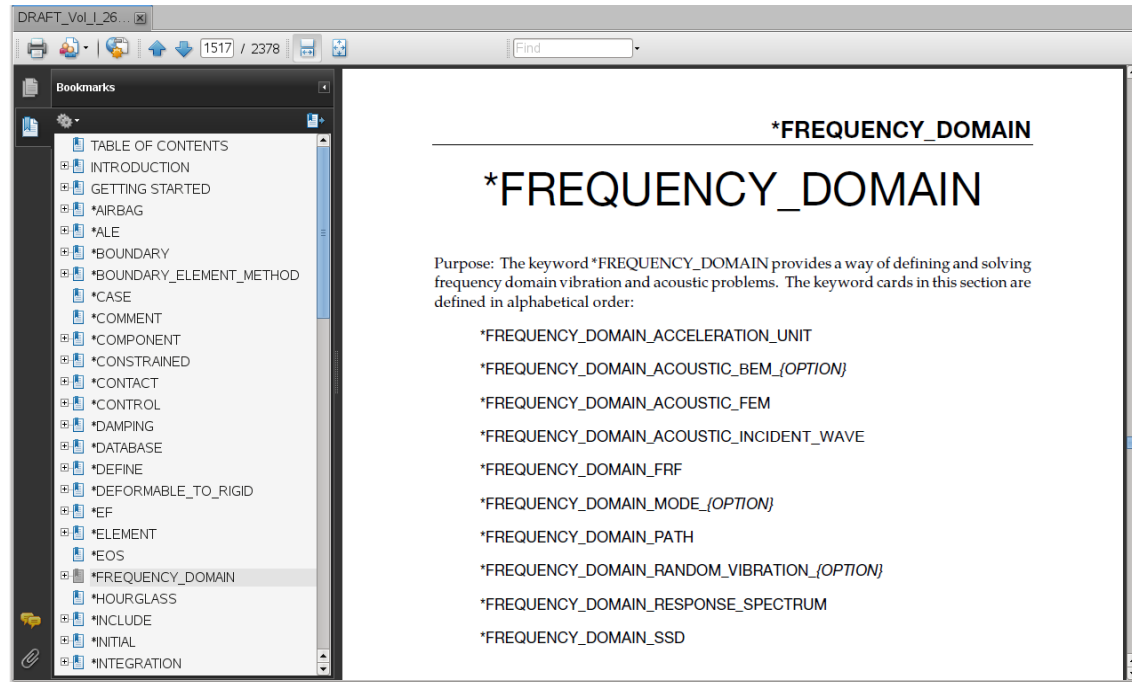 DRAFT_Vol_I_26...
1517 / 2378
Find
Bookmarks
TABLE OF CONTENTS
INTRODUCTION
GETTING STARTED
*AIRBAG
*ALE
*BOUNDARY
*BOUNDARY_ELEMENT_METHOD
*CASE
*COMMENT
*COMPONENT
*CONSTRAINED
*CONTACT
*CONTROL
*DAMPING
*DATABASE
*DEFINE
*DEFORMABLE_TO_RIGID
*EF
*ELEMENT
*EOS
*FREQUENCY_DOMAIN
*HOURGLASS
*INCLUDE
*INITIAL
*INTEGRATION
*FREQUENCY_DOMAIN
*FREQUENCY_DOMAIN
Purpose: The keyword *FREQUENCY_DOMAIN provides a way of defining and solving
frequency domain vibration and acoustic problems. The keyword cards in this section are
defined in alphabetical order:
*FREQUENCY_DOMAIN_ACCELERATION_UNIT
*FREQUENCY_DOMAIN_ACOUSTIC_BEM_{OPTION}
*FREQUENCY_DOMAIN_ACOUSTIC_FEM
*FREQUENCY_DOMAIN_ACOUSTIC_INCIDENT_WAVE
*FREQUENCY_DOMAIN_FRF
*FREQUENCY_DOMAIN_MODE_{OPTION}
*FREQUENCY_DOMAIN_PATH
*FREQUENCY_DOMAIN_RANDOM_VIBRATION_{OPTION}
*FREQUENCY_DOMAIN_RESPONSE_SPECTRUM
*FREQUENCY_DOMAIN_SSD